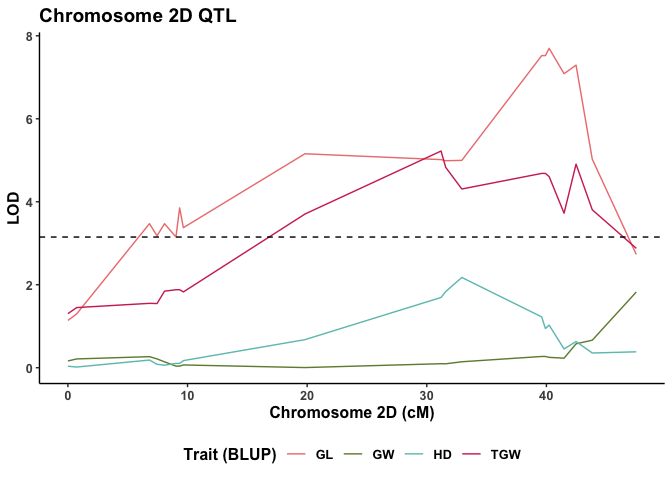 Chromosome 2D QTL
8
6
4
2
0
LOD
0 10 20 30 40
Chromosome 2D (cM)
Trait (BLUP) GL GW HD TGW